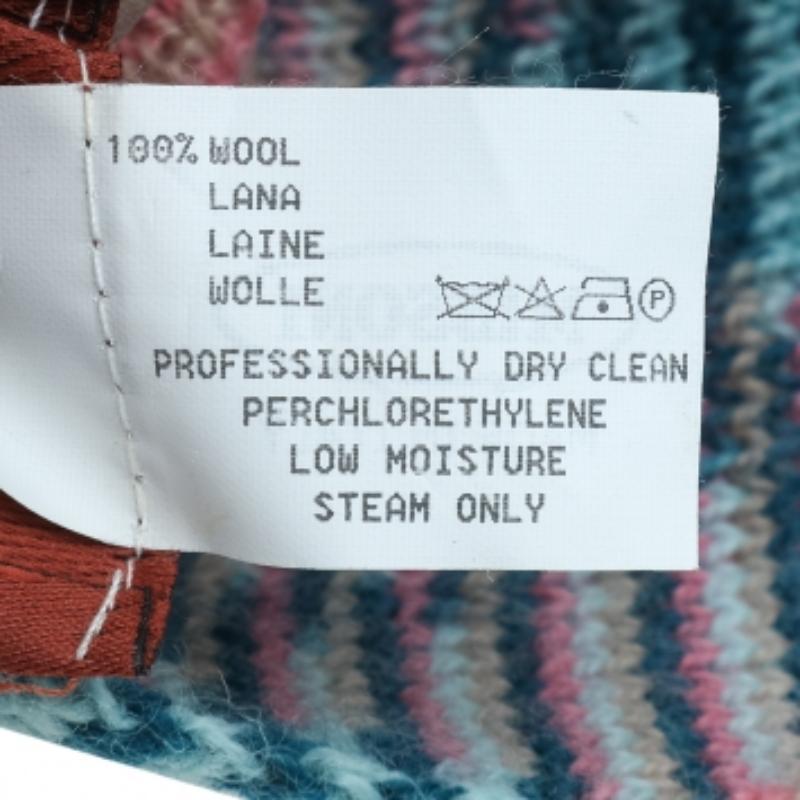 100% WOOL
LANA
LAINE
WOLLE
P
PROFESSIONALLY DRY CLEAN
PERCHLORETHYLENE
LOW MOISTURE
STEAM ONLY